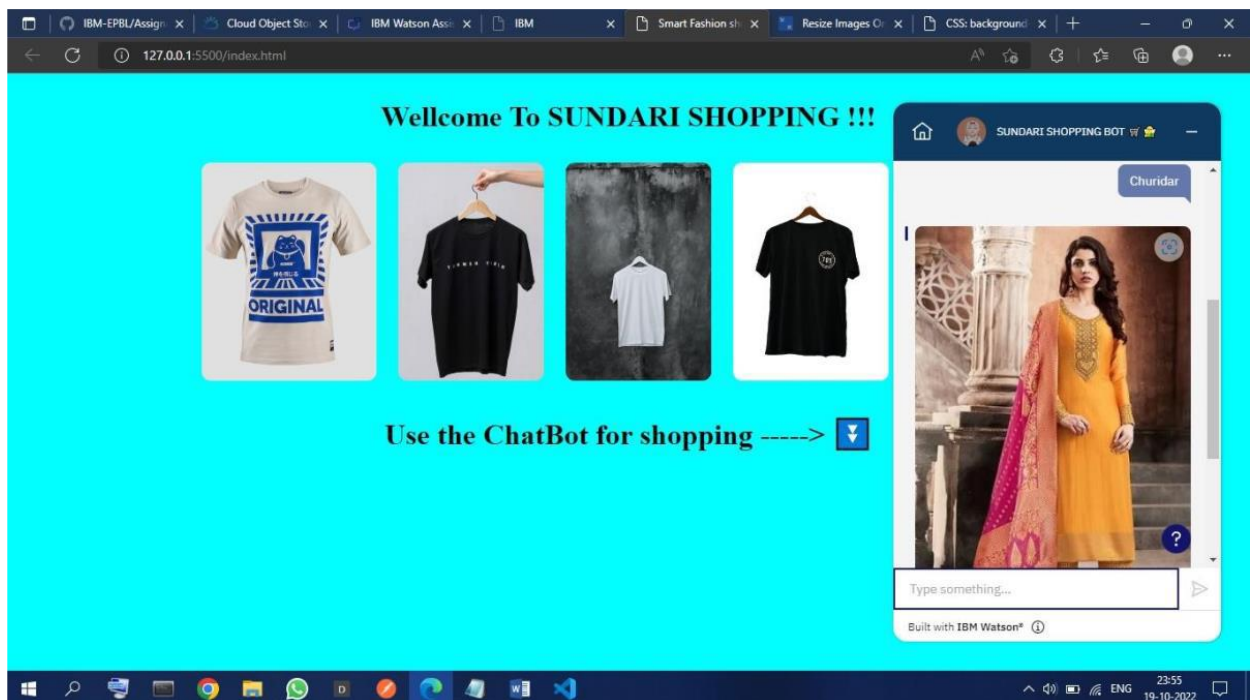 IBM-EPBL/Assign
Cloud Object Sto
IBM Watson Assi
IBM
Smart Fashion sh
Resize Images O
CSS: background
127.0.0.1:5500/index.html
Wellcome To SUNDARI SHOPPING !!!
ORIGINAL
Use the ChatBot for shopping ----->
SUNDARI SHOPPING BOT
Churidar
?
Type something...
Built with IBM Watson®
ENG
23:55
19-10-2022